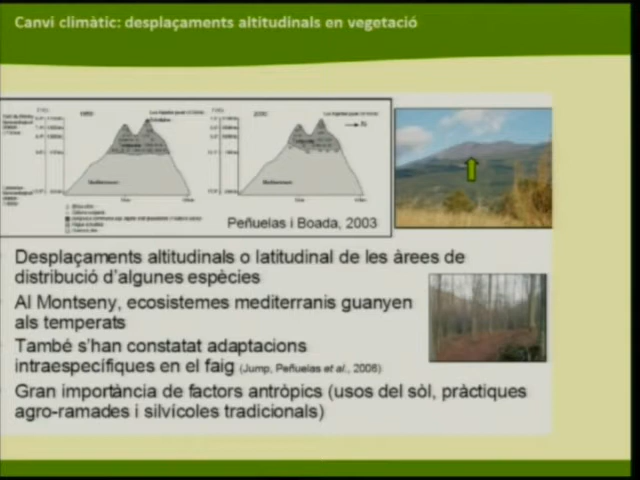 Canvi climàtic: desplaçaments altitudinals en vegetació
Peñuelas i Boada, 2003
Desplaçaments altitudinals o latitudinal de les àrees de
distribució d'algunes espècies
Al Montseny, ecosistemes mediterranis guanyen
als temperats
També s'han constatat adaptacions
intraespecífiques en el faig (Jump, Peñuelas et al., 2006)
Gran importància de factors antròpics (usos del sòl, pràctiques
agro-ramades i silvícoles tradicionals)